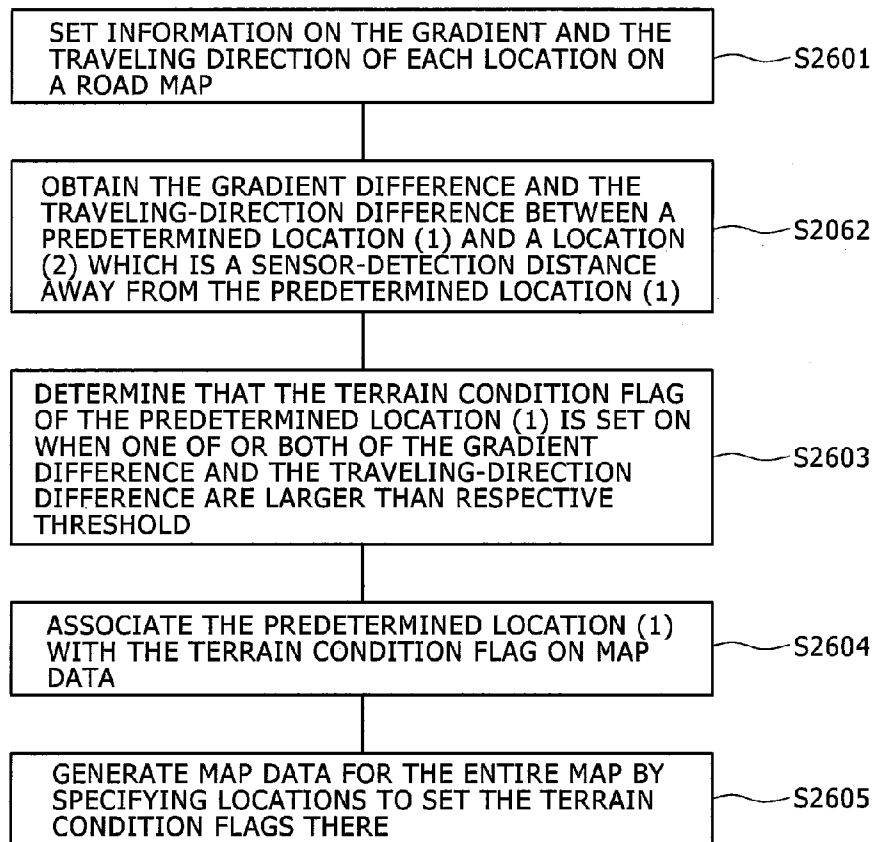 SET INFORMATION ON THE GRADIENT AND THE
TRAVELING DIRECTION OF EACH LOCATION ON
A ROAD MAP
S2601
OBTAIN THE GRADIENT DIFFERENCE AND THE
TRAVELING-DIRECTION DIFFERENCE BETWEEN A
PREDETERMINED LOCATION (1) AND A LOCATION
(2) WHICH IS A SENSOR-DETECTION DISTANCE
AWAY FROM THE PREDETERMINED LOCATION (1)
S2062
DETERMINE THAT THE TERRAIN CONDITION FLAG
OF THE PREDETERMINED LOCATION (1) IS SET ON
WHEN ONE OF OR BOTH OF THE GRADIENT
DIFFERENCE AND THE TRAVELING-DIRECTION
DIFFERENCE ARE LARGER THAN RESPECTIVE
THRESHOLD
S2603
ASSOCIATE THE PREDETERMINED LOCATION (1)
WITH THE TERRAIN CONDITION FLAG ON MAP
DATA
S2604
GENERATE MAP DATA FOR THE ENTIRE MAP BY
SPECIFYING LOCATIONS TO SET THE TERRAIN
CONDITION FLAGS THERE
S2605